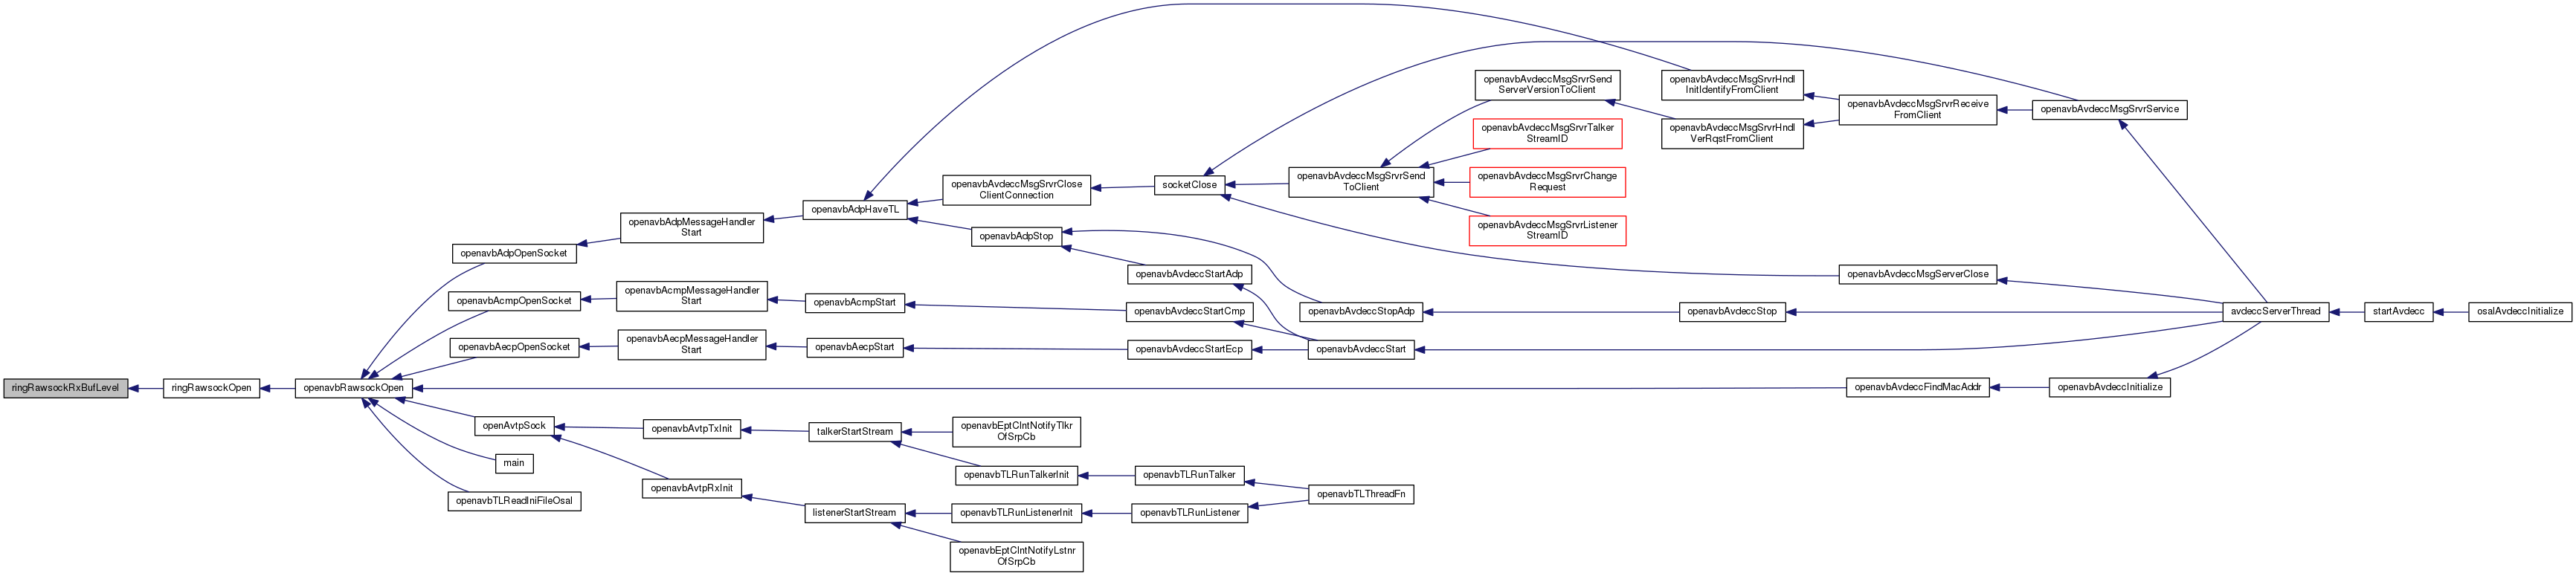 ringRawsockRxBufLevel
ringRawsockOpen
openavbRawsockOpen
openavbAdpOpenSocket
openavbAcmpOpenSocket
openavbAecpOpenSocket
openAvtpSock
main
openavbTLReadIniFileOsal
openavbAdpMessageHandler
Start
openavbAcmpMessageHandler
Start
openavbAecpMessageHandler
Start
openavbAvtpTxInit
openavbAvtpRxInit
openavbAdpHaveTL
openavbAcmpStart
openavbAecpStart
talkerStartStream
listenerStartStream
openavbAvdeccMsgSrvrClose
ClientConnection
openavbAdpStop
openavbEptClntNotifyTlkr
OfSrpCb
openavbTLRunTalkerInit
openavbTLRunListenerInit
openavbEptClntNotifyLstnr
OfSrpCb
socketClose
openavbAvdeccStartAdp
openavbAvdeccStartCmp
openavbAvdeccStartEcp
openavbTLRunTalker
openavbTLRunListener
openavbAvdeccMsgSrvrSend
ToClient
openavbAvdeccStopAdp
openavbAvdeccStart
openavbTLThreadFn
openavbAvdeccMsgSrvrSend
ServerVersionToClient
openavbAvdeccMsgSrvrTalker
StreamID
openavbAvdeccMsgSrvrChange
Request
openavbAvdeccMsgSrvrListener
StreamID
openavbAvdeccMsgSrvrHndl
InitIdentifyFromClient
openavbAvdeccMsgSrvrHndl
VerRqstFromClient
openavbAvdeccStop
openavbAvdeccMsgSrvrReceive
FromClient
openavbAvdeccMsgServerClose
openavbAvdeccFindMacAddr
openavbAvdeccMsgSrvrService
openavbAvdeccInitialize
avdeccServerThread
startAvdecc
osalAvdeccInitialize